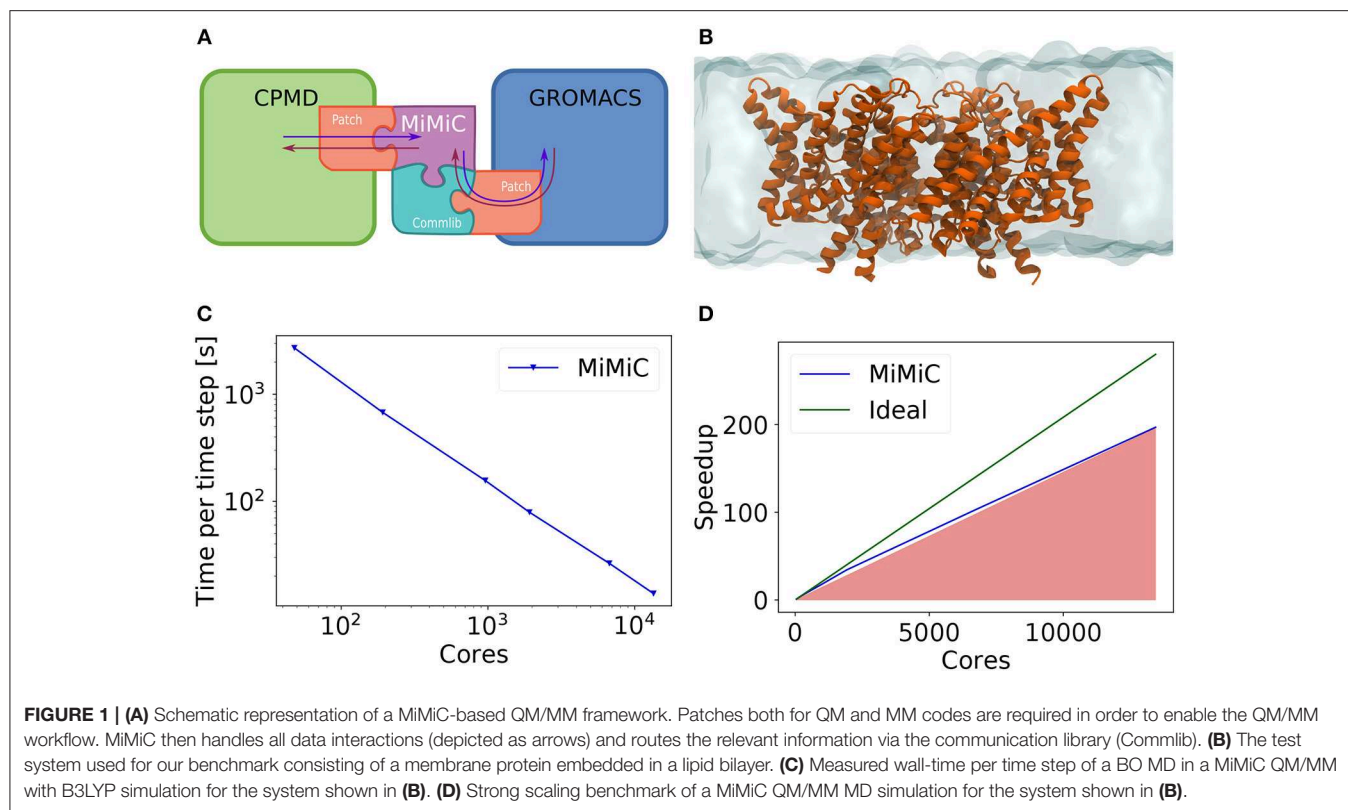 A
CPMD
GROMACS
Patch
MiMiC
Patch
Commlib
B
C
Time per time step [s]
10³
10²
MiMiC
10² 10³ 10⁴
Cores
D
Speedup
200
100
0
MiMiC
Ideal
0 5000 10000
Cores
FIGURE 1 | (A) Schematic representation of a MiMiC-based QM/MM framework. Patches both for QM and MM codes are required in order to enable the QM/MM
workflow. MiMiC then handles all data interactions (depicted as arrows) and routes the relevant information via the communication library (Commlib). (B) The test
system used for our benchmark consisting of a membrane protein embedded in a lipid bilayer. (C) Measured wall-time per time step of a BO MD in a MiMiC QM/MM
with B3LYP simulation for the system shown in (B). (D) Strong scaling benchmark of a MiMiC QM/MM MD simulation for the system shown in (B).